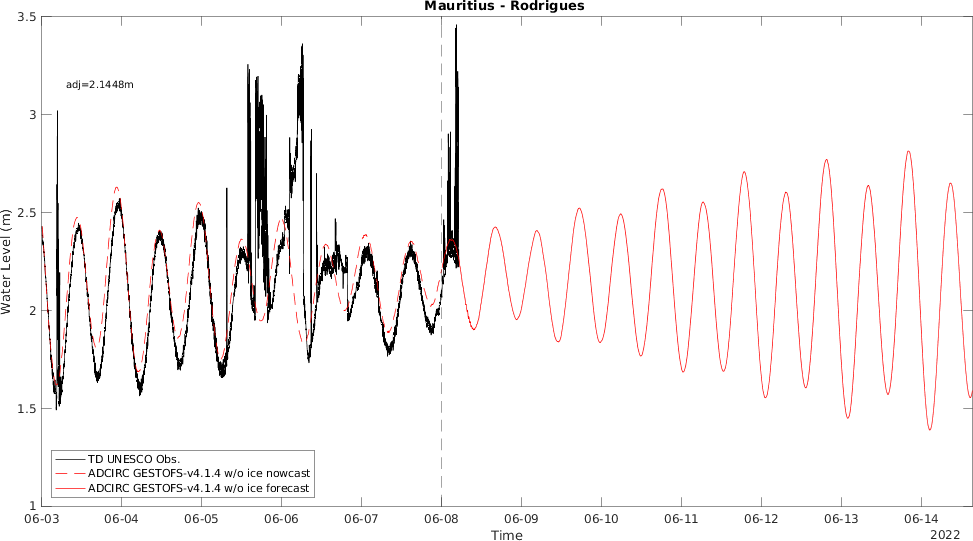 Mauritius - Rodrigues
3.5
3
2.5
2
1.5
1
Water Level (m)
adj=2.1448m
TD UNESCO Obs.
ADCIRC GESTOFS-v4.1.4 w/o ice nowcast
ADCIRC GESTOFS-v4.1.4 w/o ice forecast
06-03 06-04 06-05 06-06 06-07 06-08 06-09 06-10 06-11 06-12 06-13 06-14
Time
2022